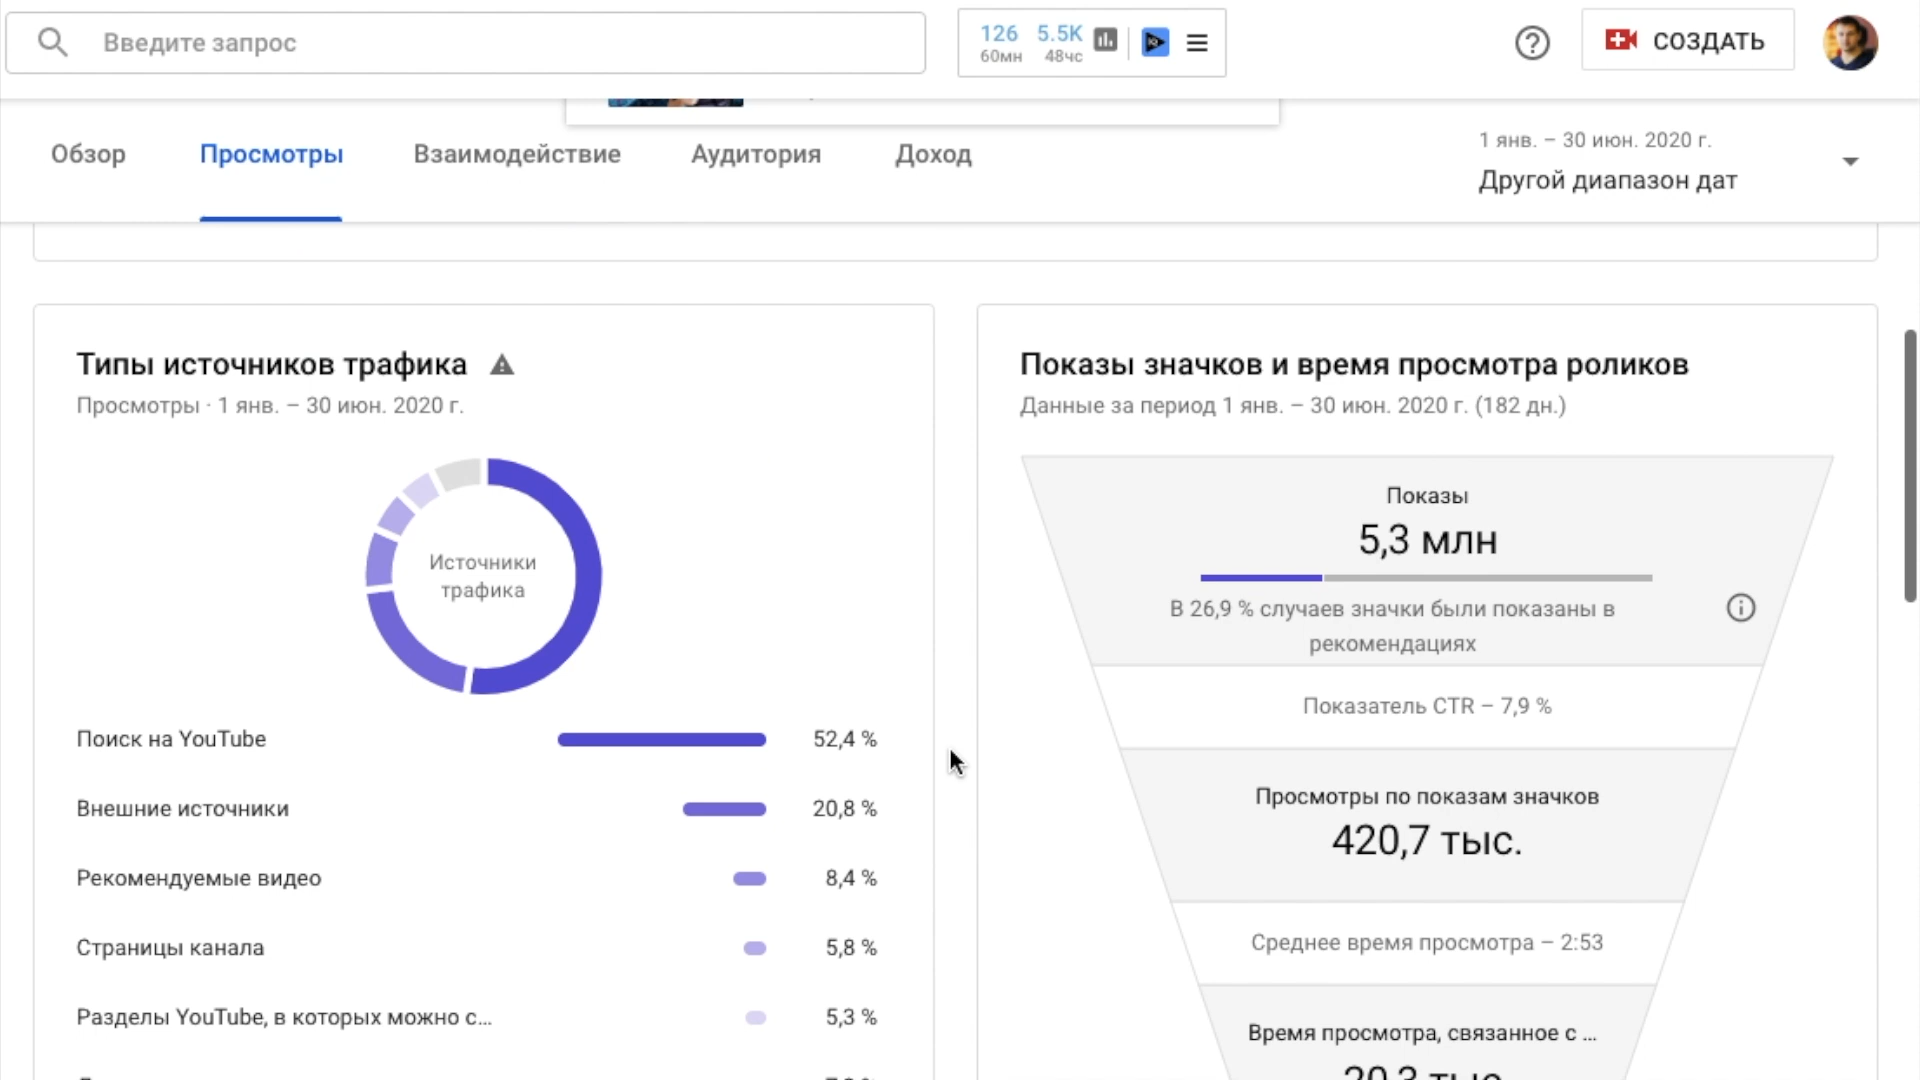 Введите запрос
126 5.5K
60мн 48чс
СОЗДАТЬ
Обзор
Просмотры
Взаимодействие
Аудитория
Доход
1 янв. – 30 июн. 2020 г.
Другой диапазон дат
Типы источников трафика
Просмотры · 1 янв. – 30 июн. 2020 г.
Источники
трафика
Поиск на YouTube 52,4 %
Внешние источники 20,8 %
Рекомендуемые видео 8,4 %
Страницы канала 5,8 %
Разделы YouTube, в которых можно с... 5,3 %
Показы значков и время просмотра роликов
Данные за период 1 янв. – 30 июн. 2020 г. (182 дн.)
Показы
5,3 млн
В 26,9 % случаев значки были показаны в
рекомендациях
Показатель CTR – 7,9 %
Просмотры по показам значков
420,7 тыс.
Среднее время просмотра – 2:53
Время просмотра, связанное с ...
20,3 тыс.